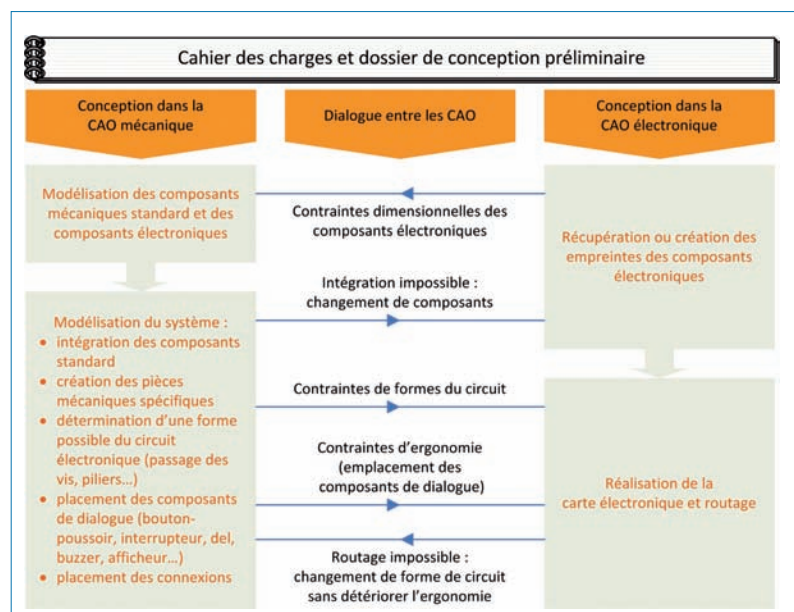 Cahier des charges et dossier de conception préliminaire
Conception dans la
CAO mécanique
Dialogue entre les CAO
Conception dans la
CAO électronique
Modélisation des composants
mécaniques standard et des
composants électroniques
Contraintes dimensionnelles des
composants électroniques
Récupération ou création des
empreintes des composants
électroniques
Intégration impossible :
changement de composants
Modélisation du système :
• intégration des composants
standard
• création des pièces
mécaniques spécifiques
• détermination d'une forme
possible du circuit
électronique (passage des
vis, piliers...)
• placement des composants
de dialogue (bouton-
poussoir, interrupteur, del,
buzzer, afficheur...)
• placement des connexions
Contraintes de formes du circuit
Contraintes d'ergonomie
(emplacement des
composants de dialogue)
Routage impossible :
changement de forme de circuit
sans détériorer l'ergonomie
Réalisation de la
carte électronique et routage